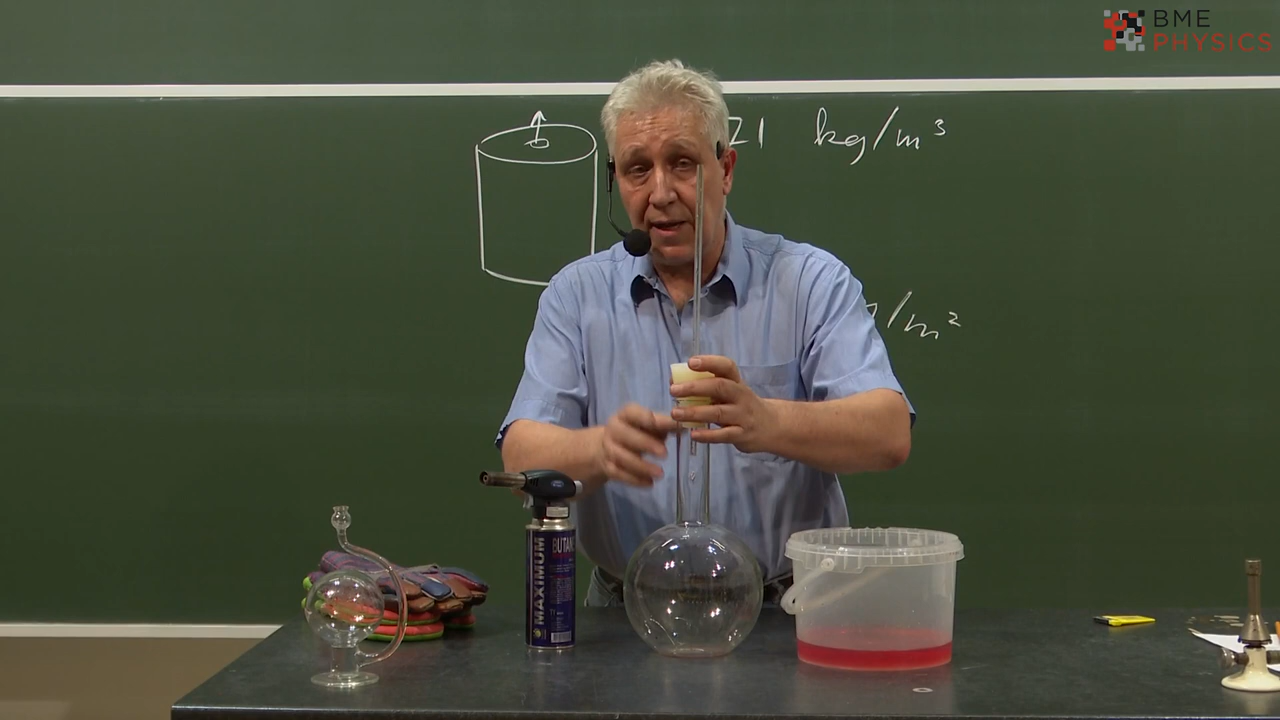 BME
PHYSICS
21 kg/m³
/m²
MAXIMUM
BUTAN